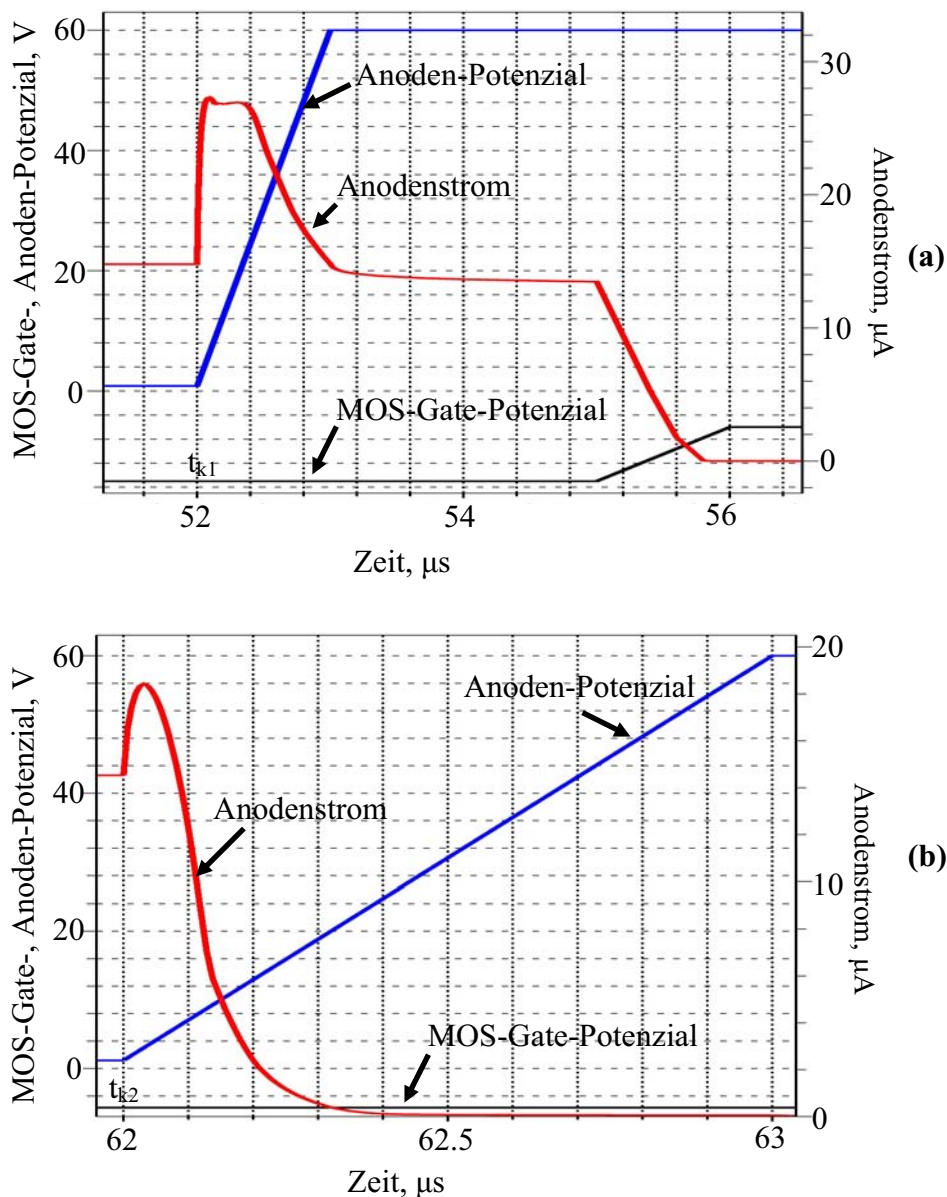 MOS-Gate-, Anoden-Potenzial, V
60
40
20
0
Anoden-Potenzial
Anodenstrom
MOS-Gate-Potenzial
t_k1
30
20
10
0
Anodenstrom, µA
(a)
52
54
56
Zeit, µs
MOS-Gate-, Anoden-Potenzial, V
60
40
20
0
Anoden-Potenzial
Anodenstrom
MOS-Gate-Potenzial
t_k2
20
10
0
Anodenstrom, µA
(b)
62
62.5
63
Zeit, µs